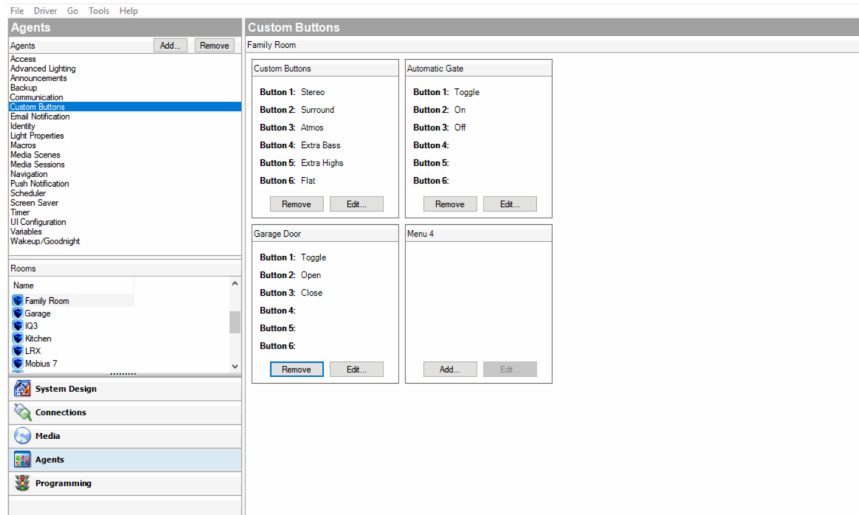 File Driver Go Tools Help
Agents
Agents Add... Remove
Access
Advanced Lighting
Announcements
Backup
Communication
Custom Buttons
Email Notification
Identity
Light Properties
Macros
Media Scenes
Media Sessions
Navigation
Push Notification
Scheduler
Screen Saver
Timer
UI Configuration
Variables
Wakeup/Goodnight
Rooms
Name
Family Room
Garage
IQ3
Kitchen
LRX
Mobius 7
System Design
Connections
Media
Agents
Programming
Custom Buttons
Family Room
Custom Buttons
Button 1: Stereo
Button 2: Surround
Button 3: Atmos
Button 4: Extra Bass
Button 5: Extra Highs
Button 6: Flat
Remove Edit...
Automatic Gate
Button 1: Toggle
Button 2: On
Button 3: Off
Button 4:
Button 5:
Button 6:
Remove Edit...
Garage Door
Button 1: Toggle
Button 2: Open
Button 3: Close
Button 4:
Button 5:
Button 6:
Remove Edit...
Menu 4
Add... Edit...